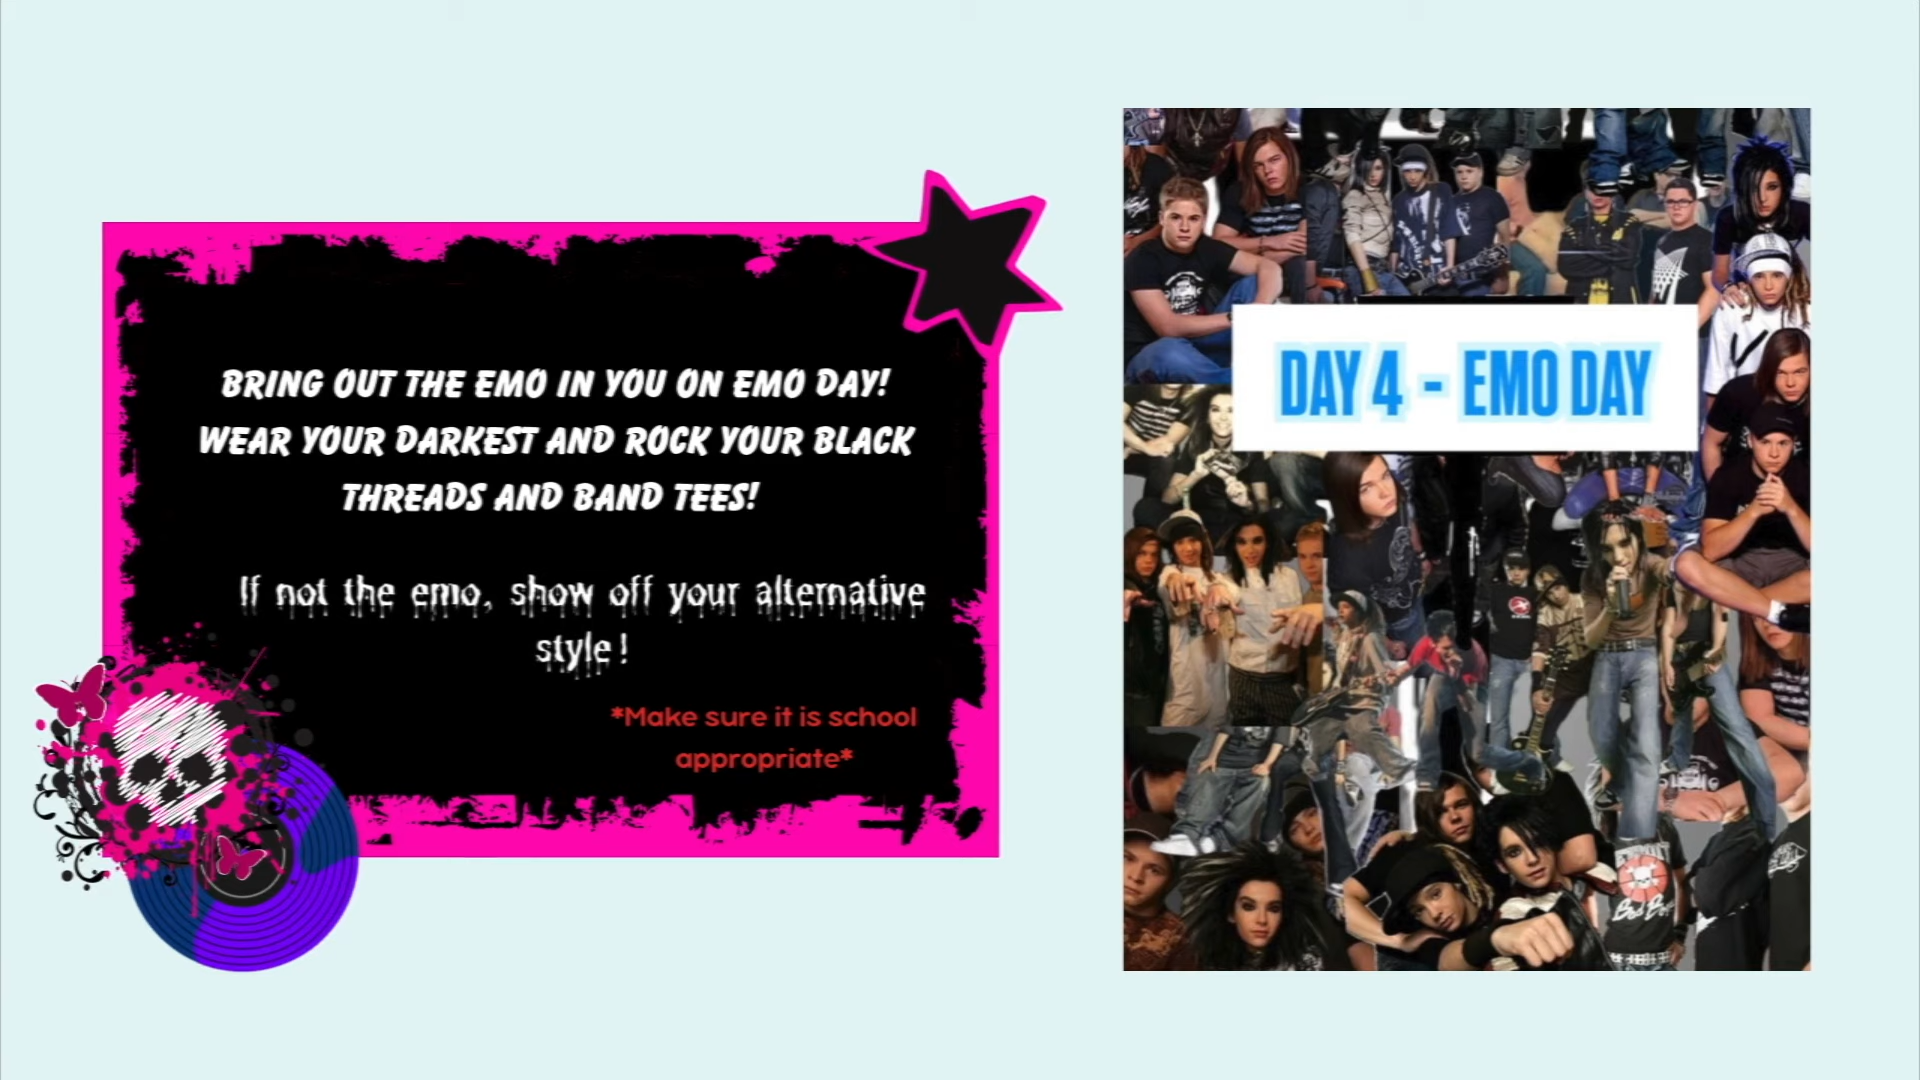 BRING OUT THE EMO IN YOU ON EMO DAY!
WEAR YOUR DARKEST AND ROCK YOUR BLACK
THREADS AND BAND TEES!
If not the emo, show off your alternative
style!
*Make sure it is school
appropriate*
DAY 4 - EMO DAY